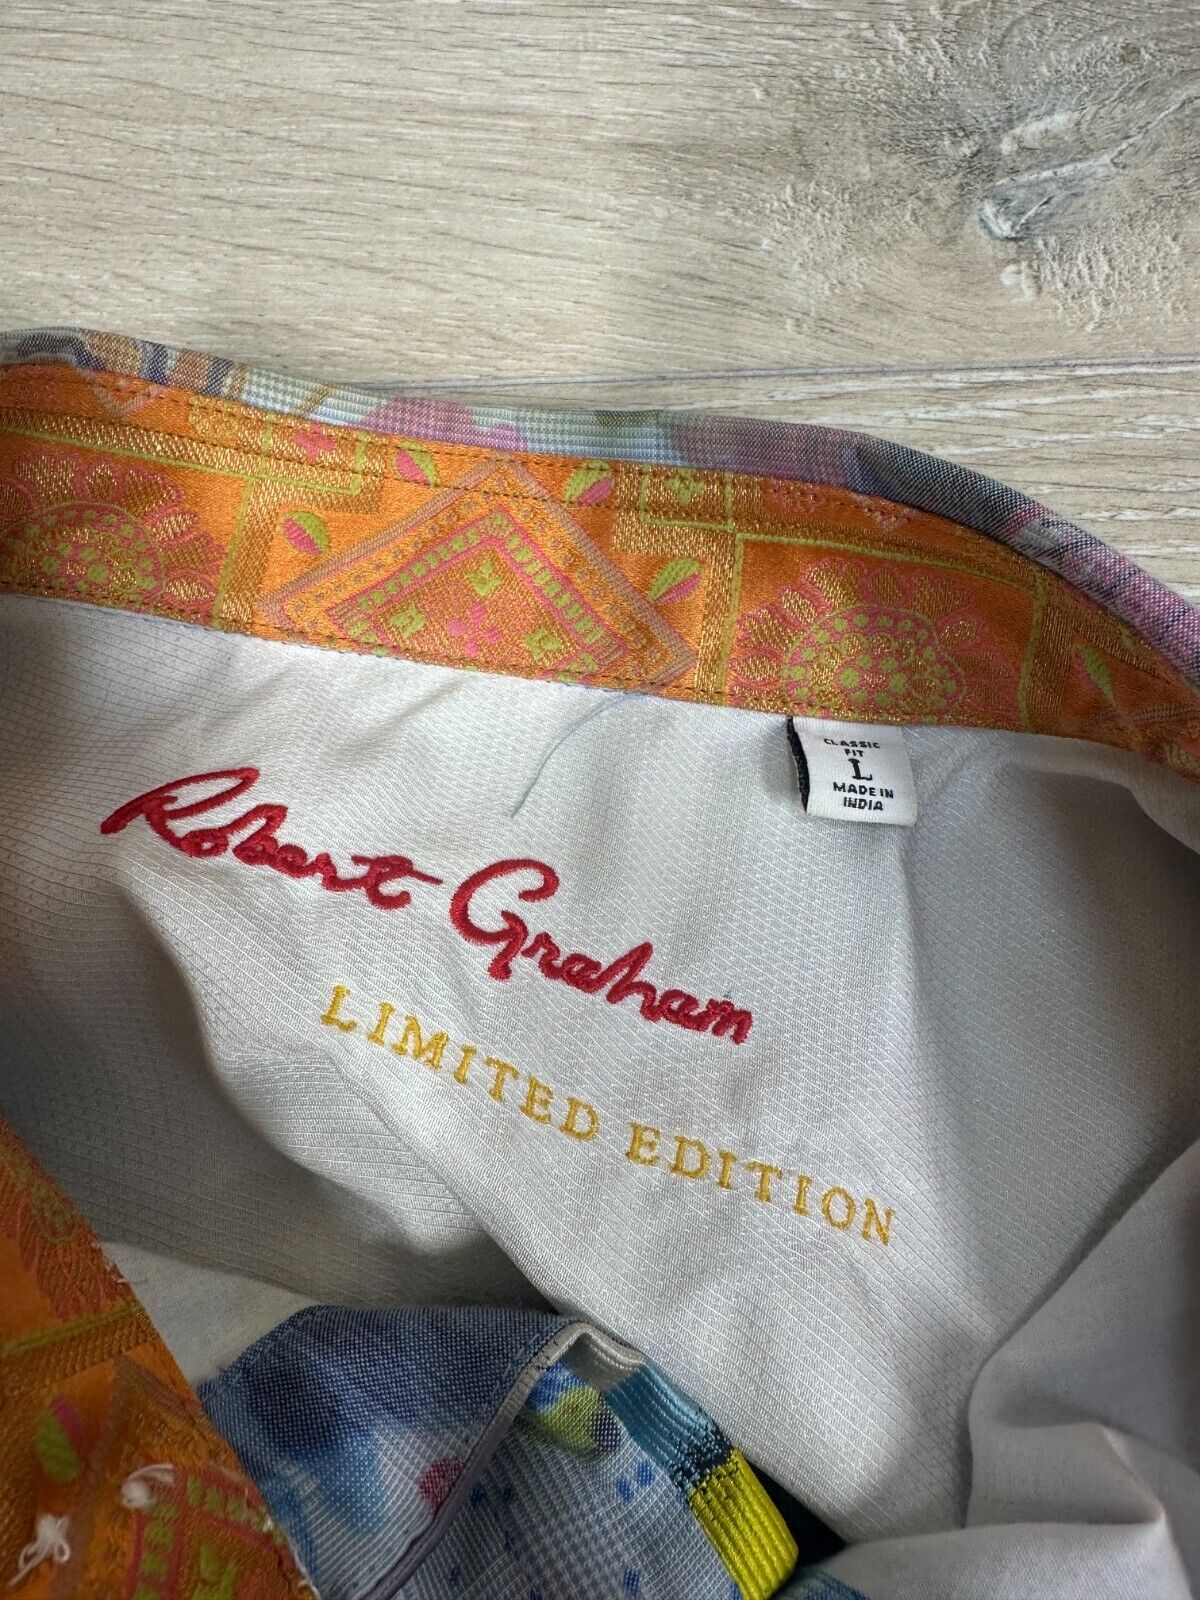 CLASSIC
FIT
L
MADE IN
INDIA
Robert Graham
LIMITED EDITION